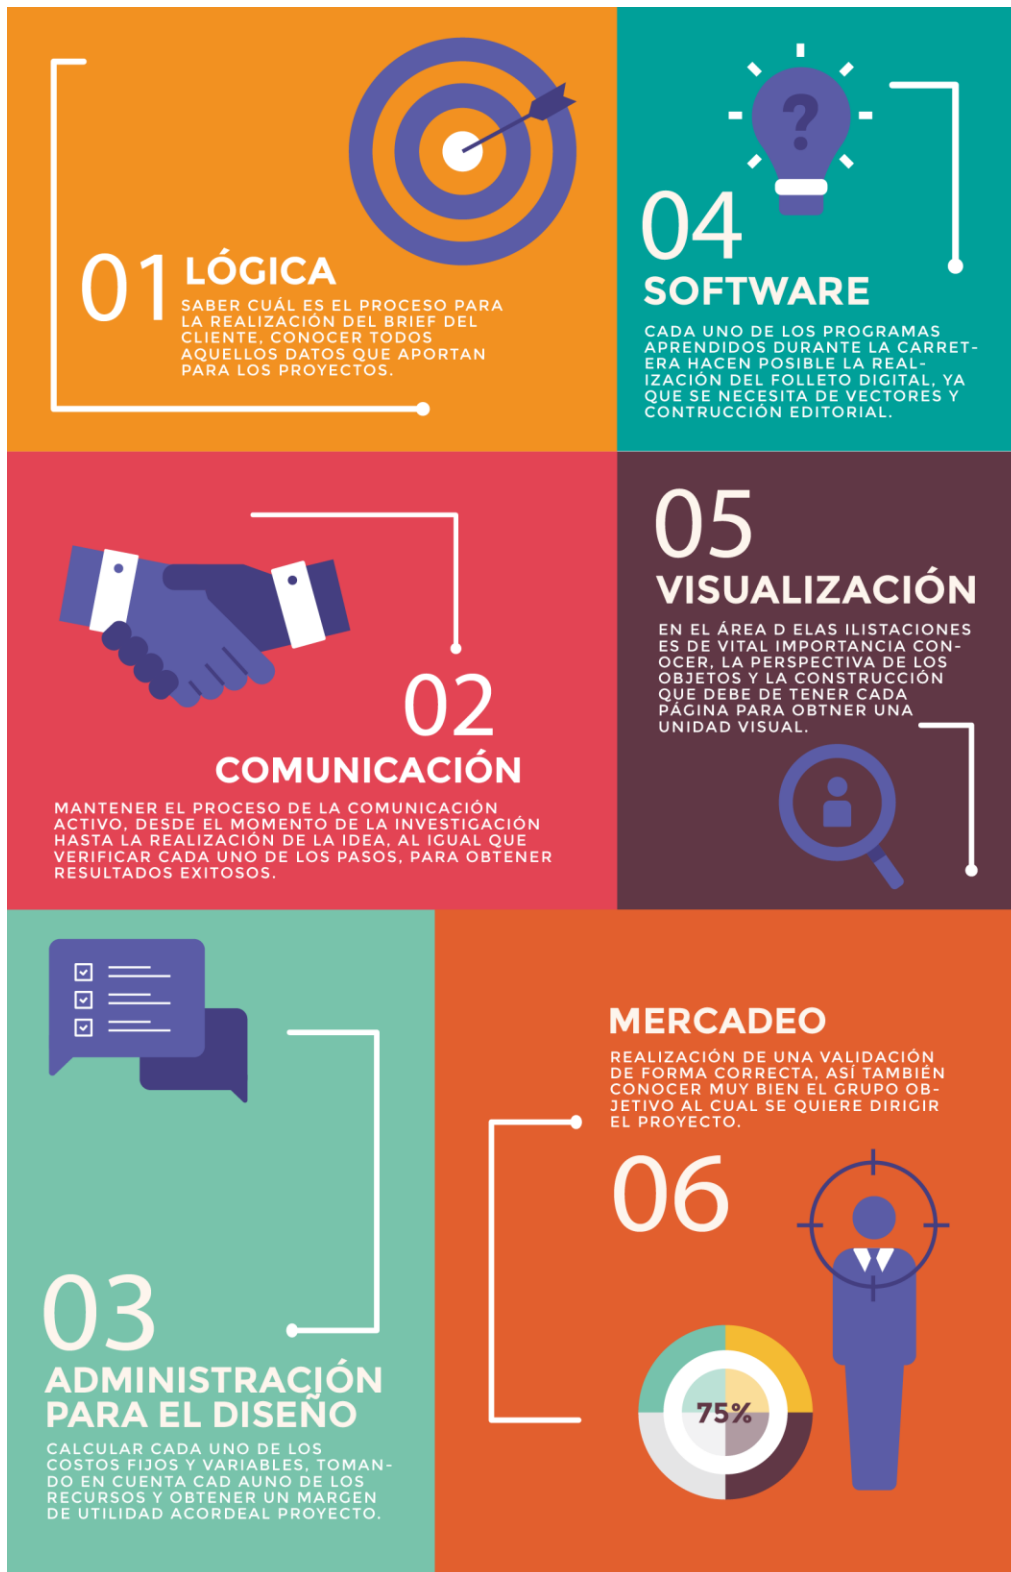 01
LÓGICA
SABER CUÁL ES EL PROCESO PARA
LA REALIZACIÓN DEL BRIEF DEL
CLIENTE, CONOCER TODOS
AQUELLOS DATOS QUE APORTAN
PARA LOS PROYECTOS.
02
COMUNICACIÓN
MANTENER EL PROCESO DE LA COMUNICACIÓN
ACTIVO, DESDE EL MOMENTO DE LA INVESTIGACIÓN
HASTA LA REALIZACIÓN DE LA IDEA, AL IGUAL QUE
VERIFICAR CADA UNO DE LOS PASOS, PARA OBTENER
RESULTADOS EXITOSOS.
03
ADMINISTRACIÓN
PARA EL DISEÑO
CALCULAR CADA UNO DE LOS
COSTOS FIJOS Y VARIABLES, TOMAN-
DO EN CUENTA CAD AUNO DE LOS
RECURSOS Y OBTENER UN MARGEN
DE UTILIDAD ACORDEAL PROYECTO.
?
04
SOFTWARE
CADA UNO DE LOS PROGRAMAS
APRENDIDOS DURANTE LA CARRET-
ERA HACEN POSIBLE LA REAL-
IZACIÓN DEL FOLLETO DIGITAL, YA
QUE SE NECESITA DE VECTORES Y
CONTRUCCIÓN EDITORIAL.
05
VISUALIZACIÓN
EN EL ÁREA D ELAS ILISTACIONES
ES DE VITAL IMPORTANCIA CON-
OCER, LA PERSPECTIVA DE LOS
OBJETOS Y LA CONSTRUCCIÓN
QUE DEBE DE TENER CADA
PÁGINA PARA OBTNER UNA
UNIDAD VISUAL.
MERCADEO
REALIZACIÓN DE UNA VALIDACIÓN
DE FORMA CORRECTA, ASÍ TAMBIÉN
CONOCER MUY BIEN EL GRUPO OB-
JETIVO AL CUAL SE QUIERE DIRIGIR
EL PROYECTO.
06
75%